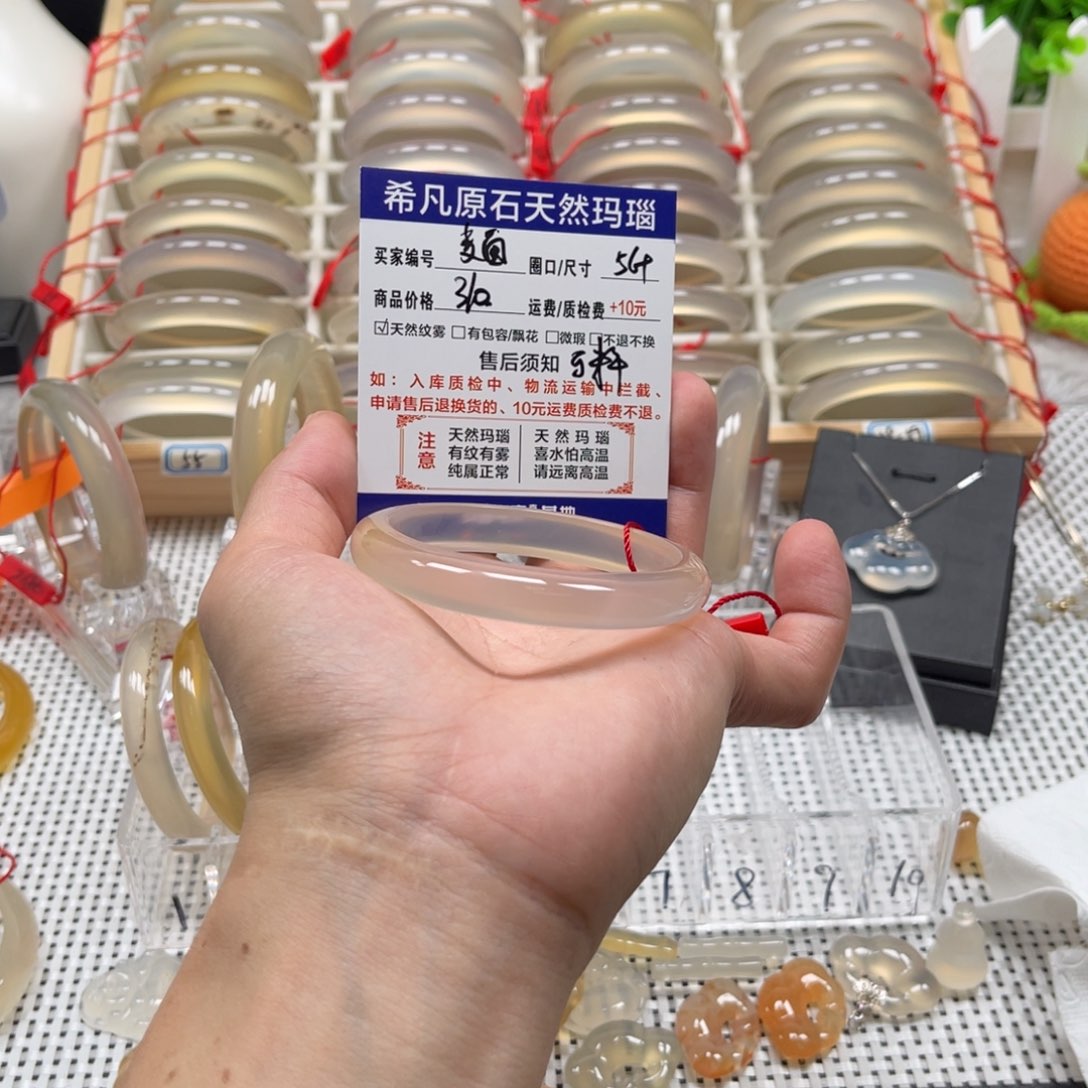 希凡原石天然玛瑙
买家编号 麦圈 圈口/尺寸 56+
商品价格 310 运费/质检费 +10元
☑天然纹雾 □有包容/飘花 □微瑕 □不退不换
售后须知
如：入库质检中、物流运输中拦截、
申请售后退换货的、10元运费质检费不退。
注意
天然玛瑙
有纹有雾
纯属正常
天然玛瑙
喜水怕高温
请远离高温
55
1
7 8 9 10